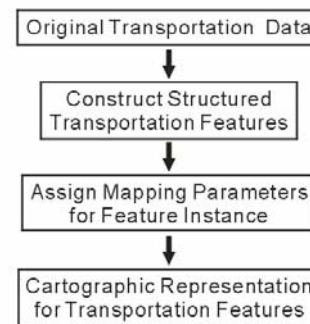 Original Transportation Data
Construct Structured
Transportation Features
Assign Mapping Parameters
for Feature Instance
Cartographic Representation
for Transportation Features